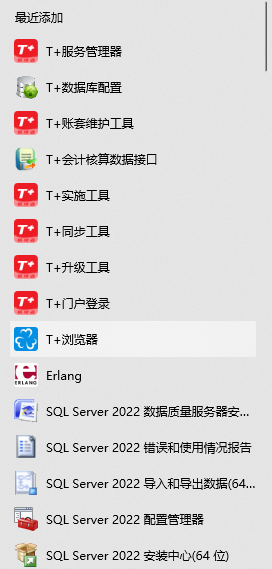 最近添加
T+服务管理器
T+数据库配置
T+账套维护工具
T+会计核算数据接口
T+实施工具
T+同步工具
T+升级工具
T+门户登录
T+浏览器
Erlang
SQL Server 2022 数据质量服务器安...
SQL Server 2022 错误和使用情况报告
SQL Server 2022 导入和导出数据(64...
SQL Server 2022 配置管理器
SQL Server 2022 安装中心(64 位)